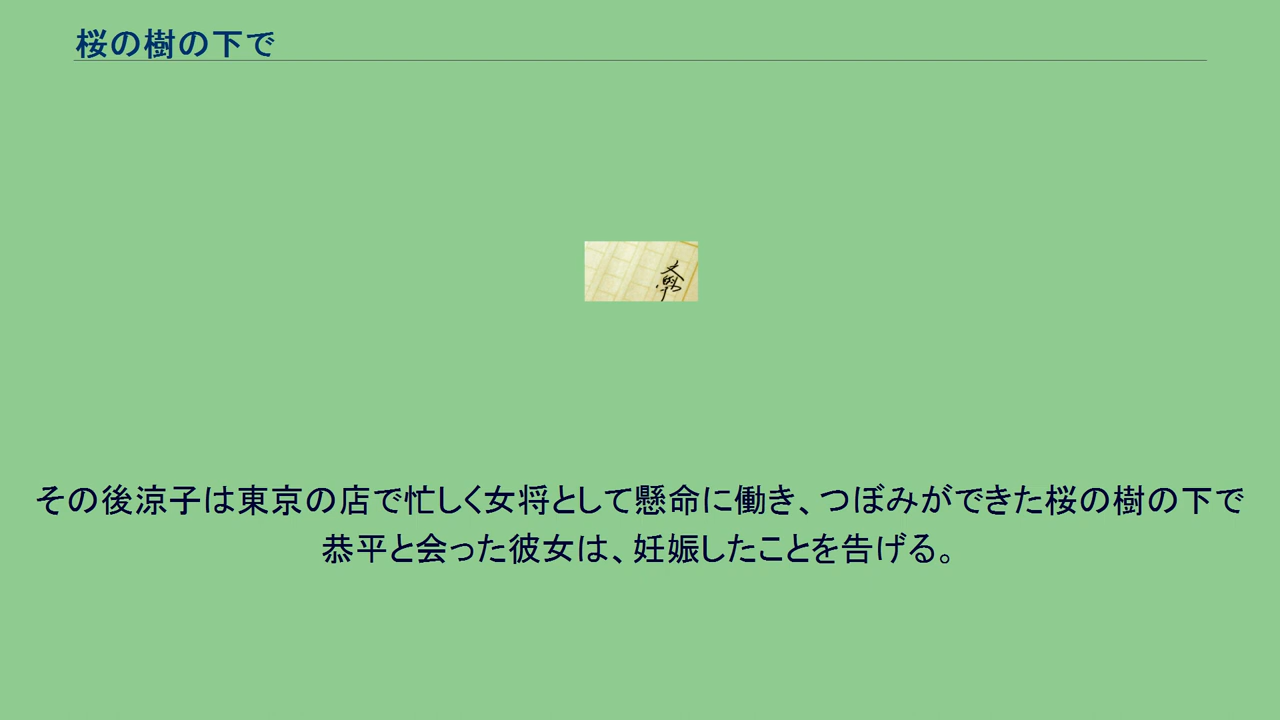 桜の樹の下で
その後涼子は東京の店で忙しく女将として懸命に働き、つぼみができた桜の樹の下で
恭平と会った彼女は、妊娠したことを告げる。